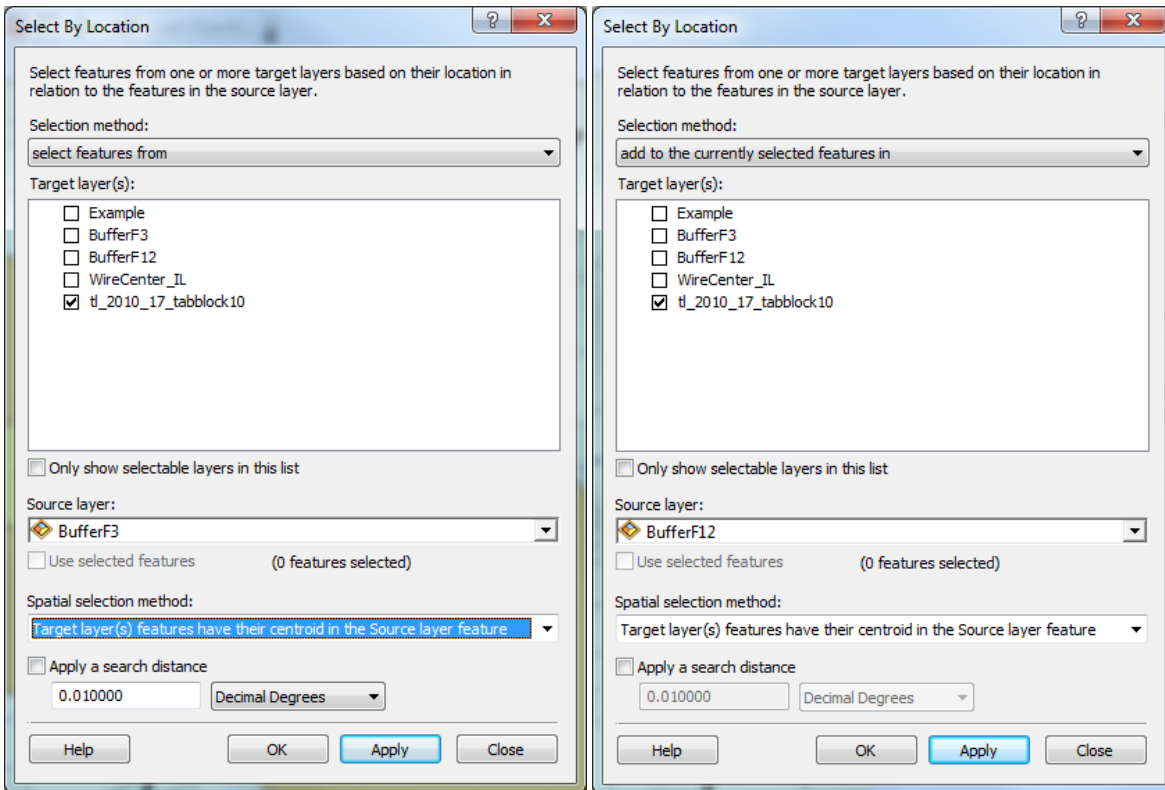 Select By Location
Select features from one or more target layers based on their location in
relation to the features in the source layer.
Selection method:
select features from
Target layer(s):
Example
BufferF3
BufferF12
WireCenter_IL
tl_2010_17_tabblock10
Only show selectable layers in this list
Source layer:
BufferF3
Use selected features (0 features selected)
Spatial selection method:
Target layer(s) features have their centroid in the Source layer feature
Apply a search distance
0.010000 Decimal Degrees
Help OK Apply Close
Select By Location
Select features from one or more target layers based on their location in
relation to the features in the source layer.
Selection method:
add to the currently selected features in
Target layer(s):
Example
BufferF3
BufferF12
WireCenter_IL
tl_2010_17_tabblock10
Only show selectable layers in this list
Source layer:
BufferF12
Use selected features (0 features selected)
Spatial selection method:
Target layer(s) features have their centroid in the Source layer feature
Apply a search distance
0.010000 Decimal Degrees
Help OK Apply Close